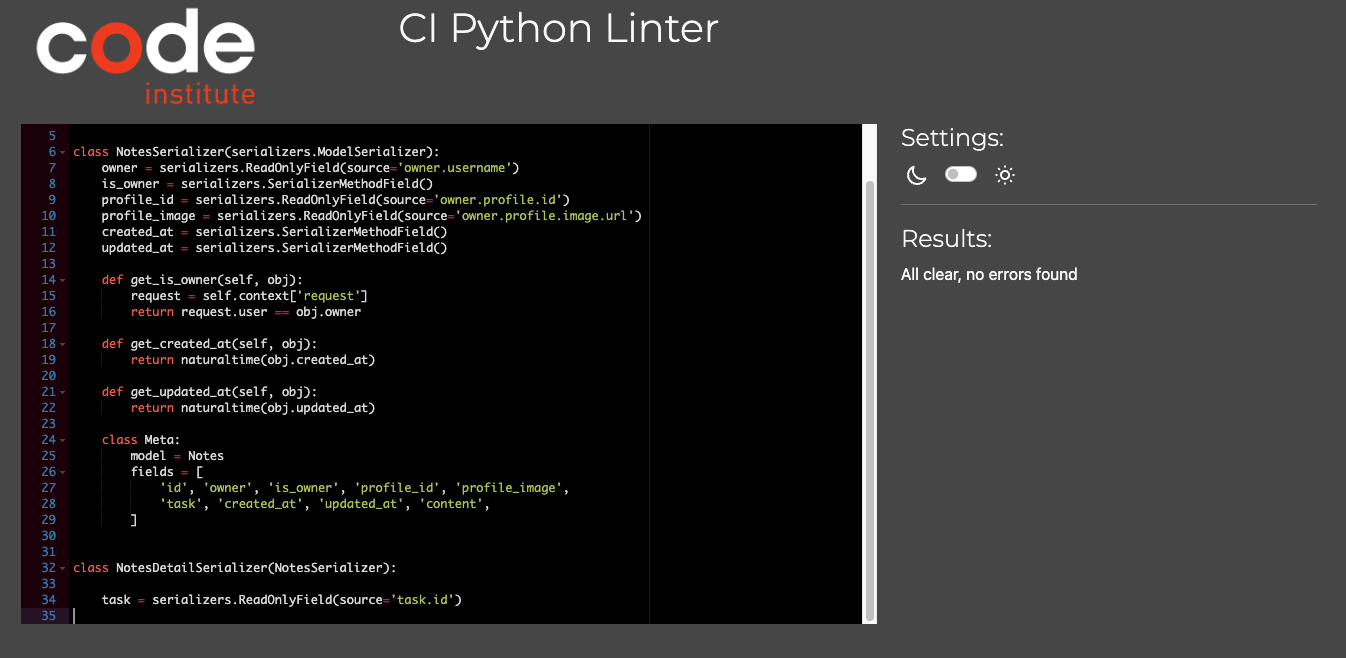 code
institute
CI Python Linter
5
6 class NotesSerializer(serializers.ModelSerializer):
7     owner = serializers.ReadOnlyField(source='owner.username')
8     is_owner = serializers.SerializerMethodField()
9     profile_id = serializers.ReadOnlyField(source='owner.profile.id')
10     profile_image = serializers.ReadOnlyField(source='owner.profile.image.url')
11     created_at = serializers.SerializerMethodField()
12     updated_at = serializers.SerializerMethodField()
13
14     def get_is_owner(self, obj):
15         request = self.context['request']
16         return request.user == obj.owner
17
18     def get_created_at(self, obj):
19         return naturaltime(obj.created_at)
20
21     def get_updated_at(self, obj):
22         return naturaltime(obj.updated_at)
23
24     class Meta:
25         model = Notes
26         fields = [
27             'id', 'owner', 'is_owner', 'profile_id', 'profile_image',
28             'task', 'created_at', 'updated_at', 'content',
29         ]
30
31
32 class NotesDetailSerializer(NotesSerializer):
33
34     task = serializers.ReadOnlyField(source='task.id')
35
Settings:
Results:
All clear, no errors found